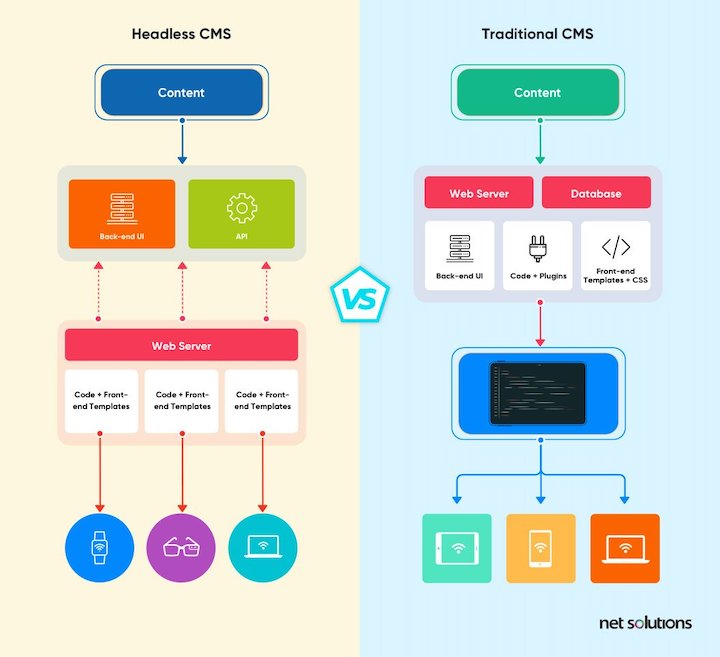 Headless CMS
Content
Back-end UI
API
Web Server
Code + Front-
end Templates
Code + Front-
end Templates
Code + Front-
end Templates
VS
Traditional CMS
Content
Web Server
Database
Back-end UI
Code + Plugins
Front-end
Templates + CSS
net solutions